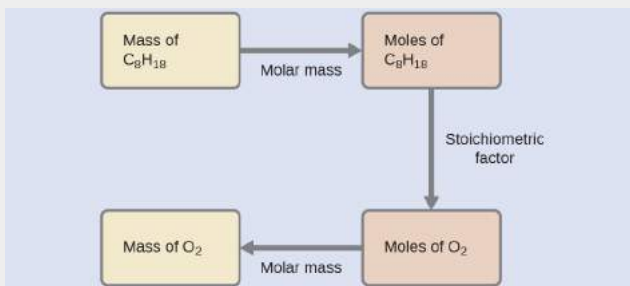 Mass of
C₈H₁₈
Molar mass
Moles of
C₈H₁₈
Stoichiometric
factor
Mass of O₂
Molar mass
Moles of O₂